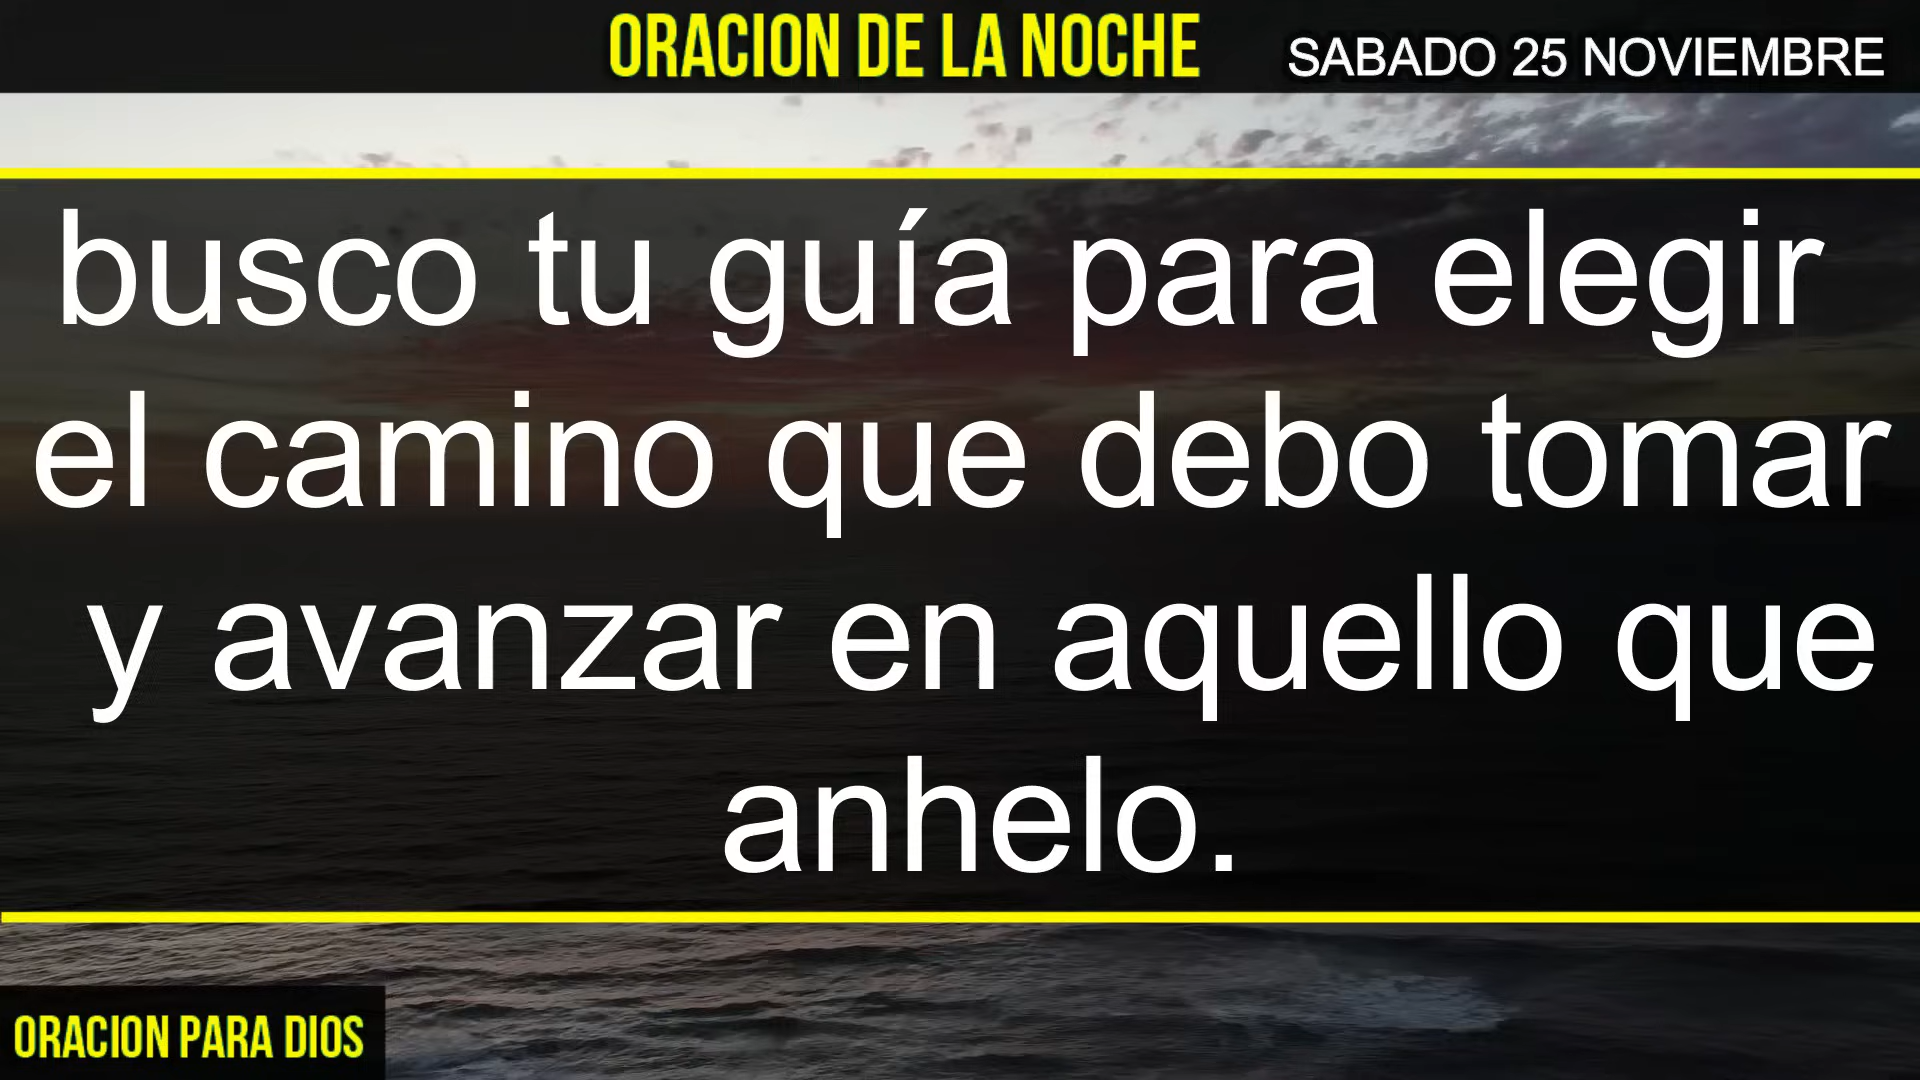 ORACION DE LA NOCHE
SABADO 25 NOVIEMBRE
busco tu guía para elegir
el camino que debo tomar
y avanzar en aquello que
anhelo.
ORACION PARA DIOS